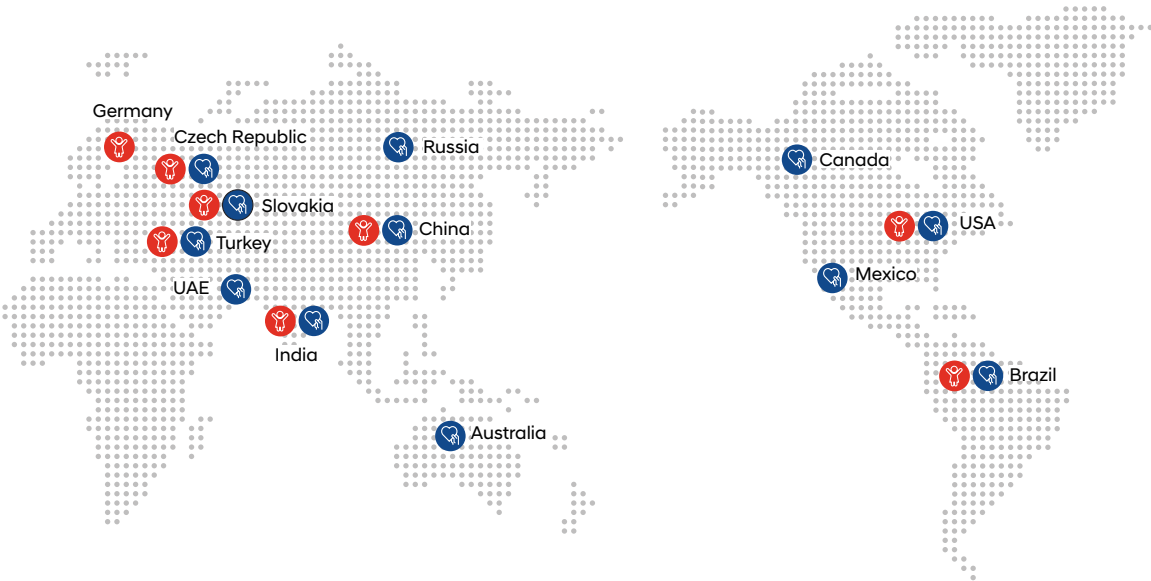 Germany
Czech Republic
Russia
Canada
Slovakia
USA
China
Turkey
Mexico
UAE
India
Brazil
Australia